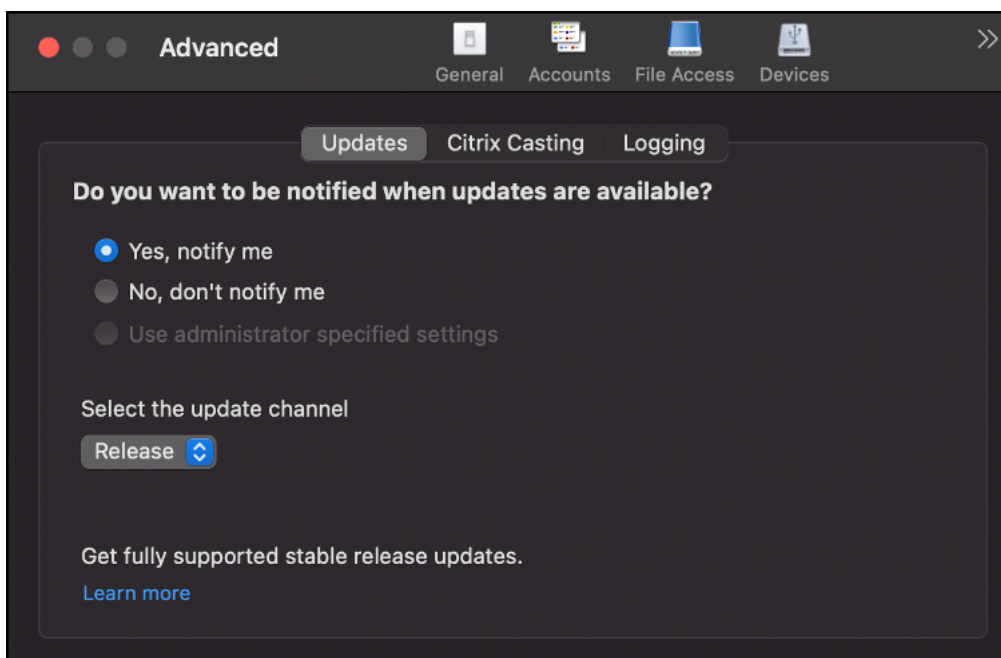 Advanced
General Accounts File Access Devices
Updates Citrix Casting Logging
Do you want to be notified when updates are available?
Yes, notify me
No, don't notify me
Use administrator specified settings
Select the update channel
Release
Get fully supported stable release updates.
Learn more